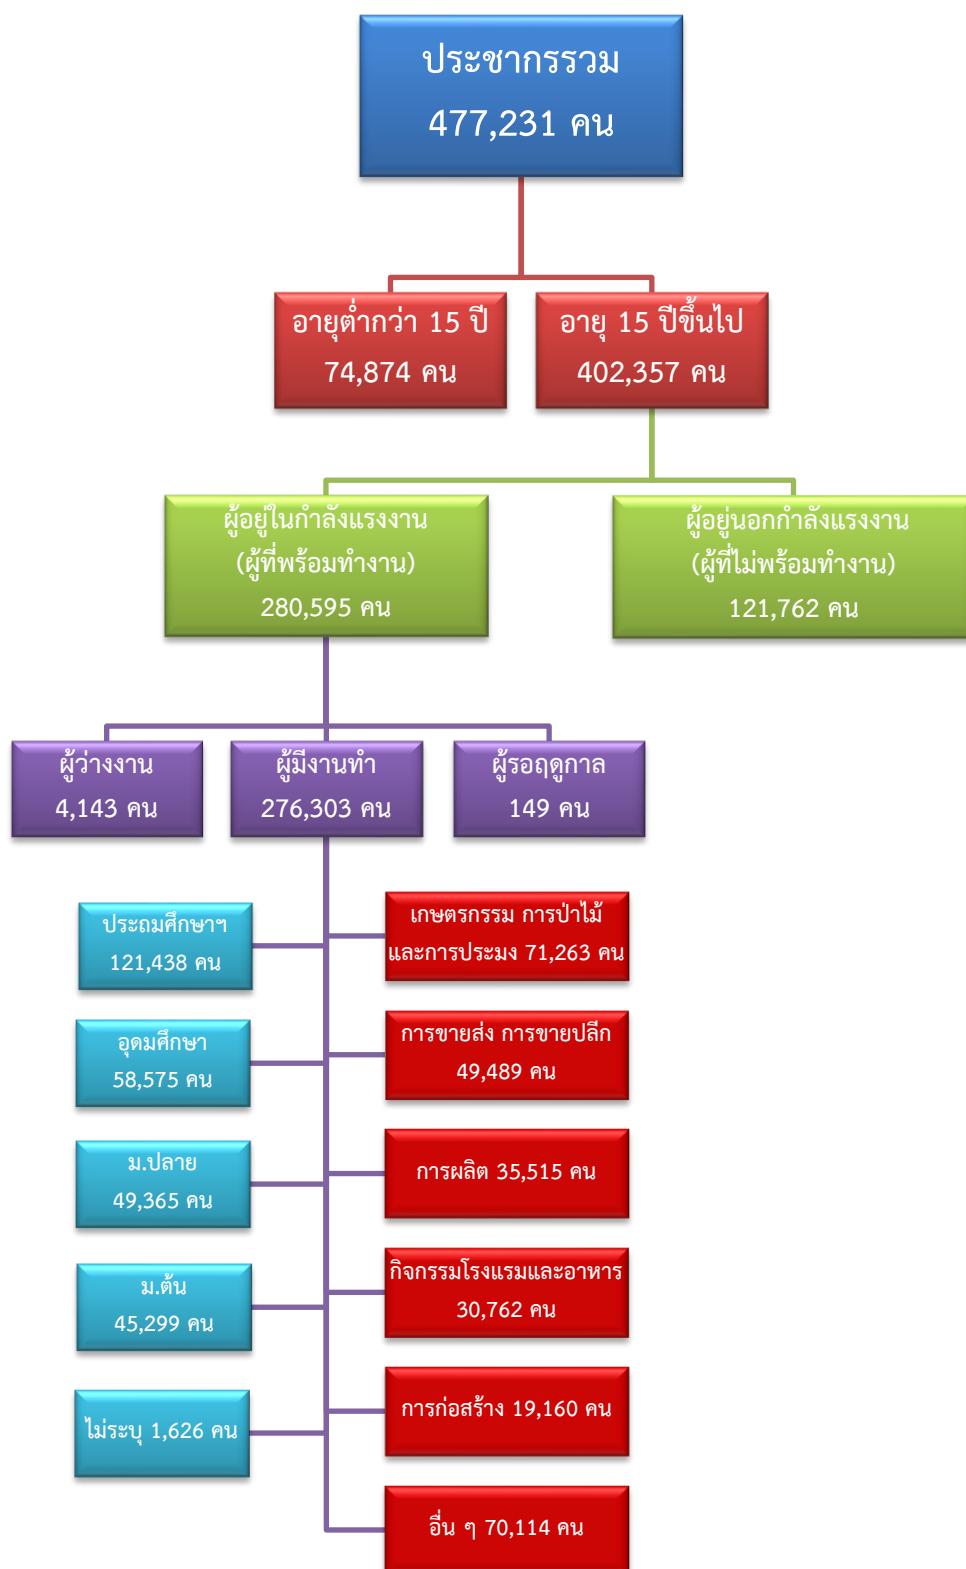 ประชากรรวม
477,231 คน
อายุต่ำกว่า 15 ปี
74,874 คน
อายุ 15 ปีขึ้นไป
402,357 คน
ผู้อยู่ในกำลังแรงงาน
(ผู้ที่พร้อมทำงาน)
280,595 คน
ผู้อยู่นอกกำลังแรงงาน
(ผู้ที่ไม่พร้อมทำงาน)
121,762 คน
ผู้ว่างงาน
4,143 คน
ผู้มีงานทำ
276,303 คน
ผู้รอฤดูกาล
149 คน
ประถมศึกษาฯ
121,438 คน
อุดมศึกษา
58,575 คน
ม.ปลาย
49,365 คน
ม.ต้น
45,299 คน
ไม่ระบุ 1,626 คน
เกษตรกรรม การป่าไม้
และการประมง 71,263 คน
การขายส่ง การขายปลีก
49,489 คน
การผลิต 35,515 คน
กิจกรรมโรงแรมและอาหาร
30,762 คน
การก่อสร้าง 19,160 คน
อื่น ๆ 70,114 คน